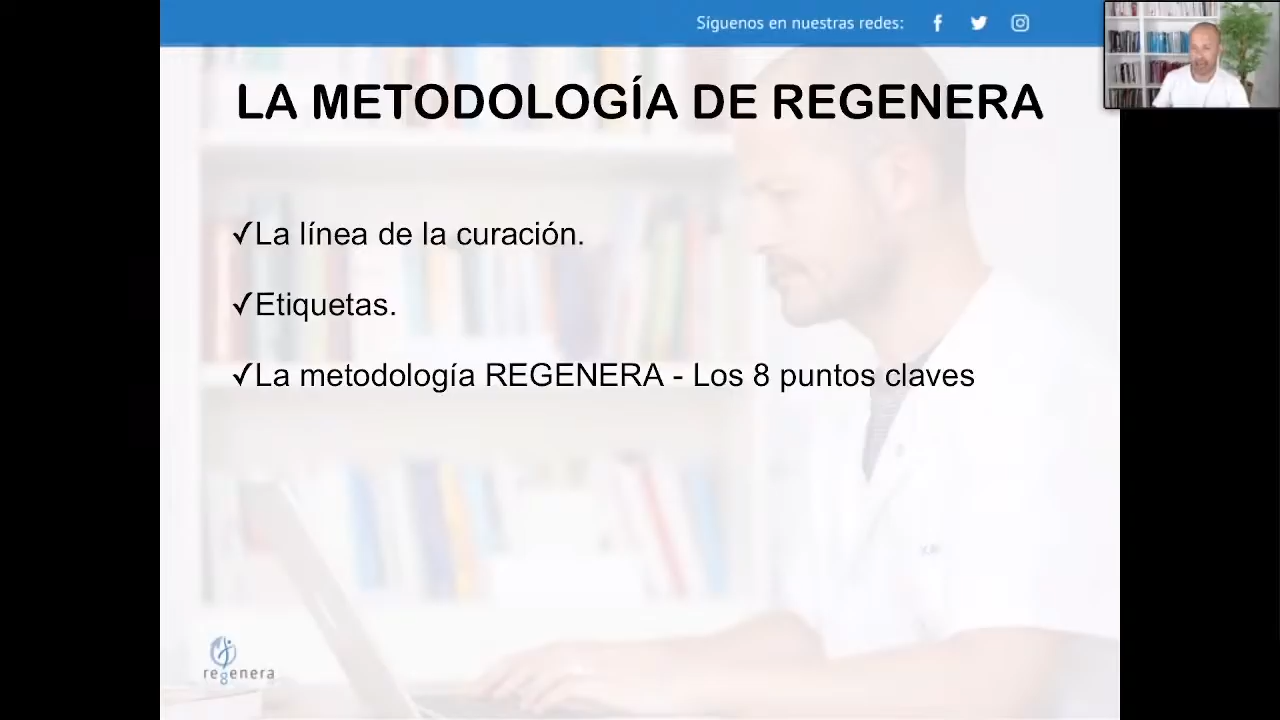 Síguenos en nuestras redes:
LA METODOLOGÍA DE REGENERA
✓La línea de la curación.
✓Etiquetas.
✓La metodología REGENERA - Los 8 puntos claves
regenera